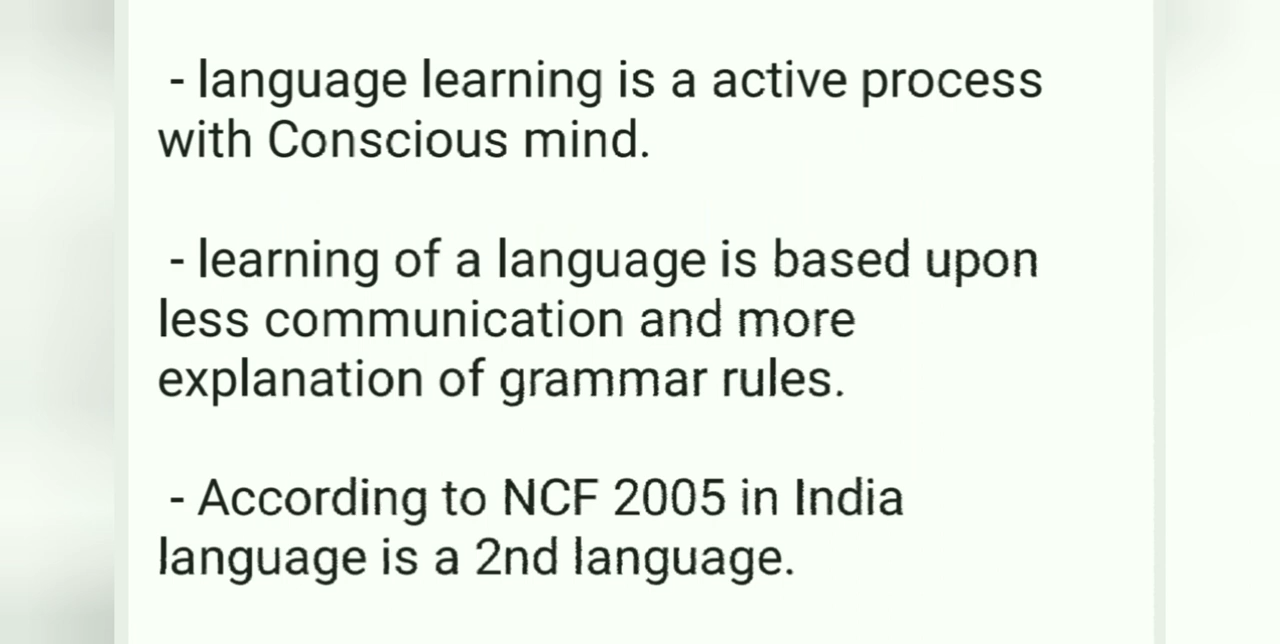 - language learning is a active process
with Conscious mind.
- learning of a language is based upon
less communication and more
explanation of grammar rules.
- According to NCF 2005 in India
language is a 2nd language.